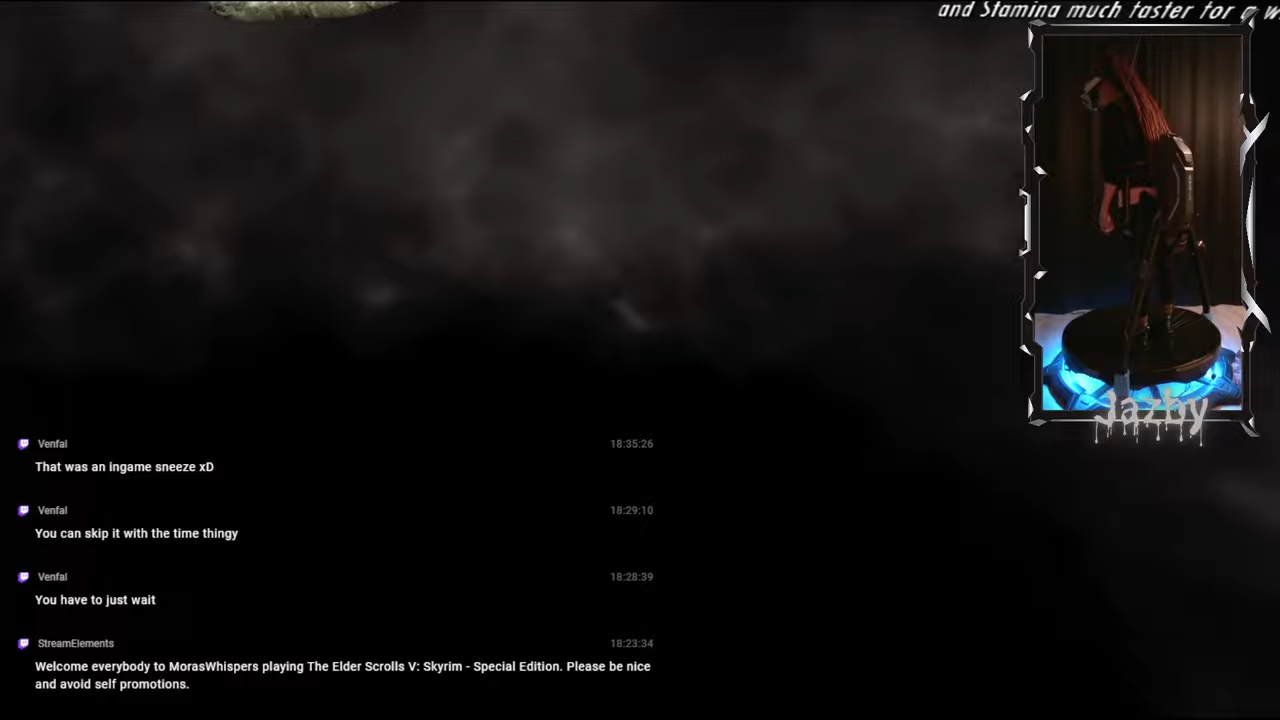 and Stamina much faster for a w
Jazhy
Venfal 18:35:26
That was an ingame sneeze xD
Venfal 18:29:10
You can skip it with the time thingy
Venfal 18:28:39
You have to just wait
StreamElements 18:23:34
Welcome everybody to MorasWhispers playing The Elder Scrolls V: Skyrim - Special Edition. Please be nice
and avoid self promotions.